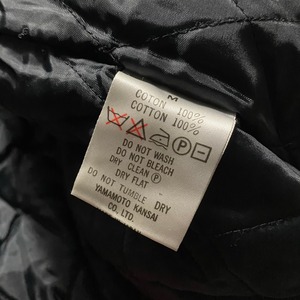 M
COTON 100%
COTTON 100%
P
DO NOT WASH
DO NOT BLEACH
DRY CLEAN P
DRY FLAT
DO NOT TUMBLE DRY
YAMAMOTO KANSAI
CO. LTD.